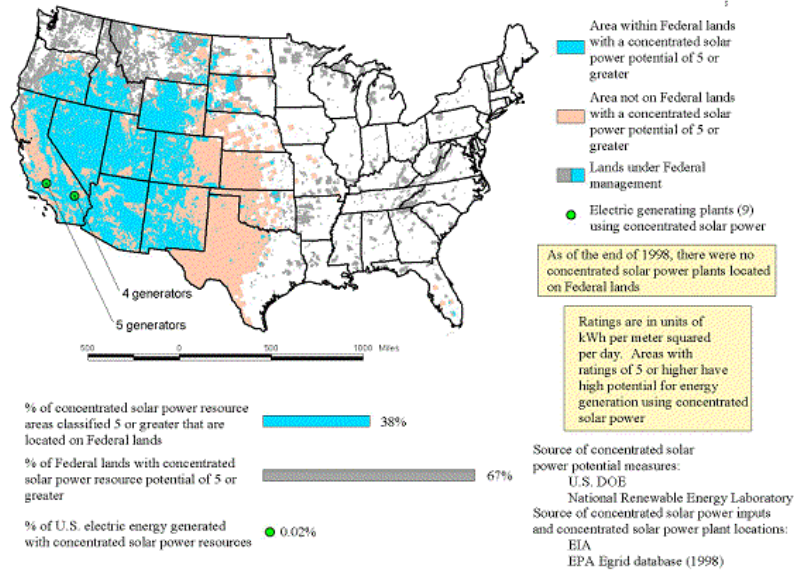 5
Area within Federal lands
with a concentrated solar
power potential of 5 or
greater
Area not on Federal lands
with a concentrated solar
power potential of 5 or
greater
Lands under Federal
management
Electric generating plants (9)
using concentrated solar power
As of the end of 1998, there were no
concentrated solar power plants located
on Federal lands
4 generators
5 generators
500 0 500 1000 Miles
Ratings are in units of
kWh per meter squared
per day. Areas with
ratings of 5 or higher have
high potential for energy
generation using concentrated
solar power
% of concentrated solar power resource
areas classified 5 or greater that are
located on Federal lands
38%
% of Federal lands with concentrated
solar power resource potential of 5 or
greater
67%
% of U.S. electric energy generated
with concentrated solar power resources
0.02%
Source of concentrated solar
power potential measures:
U.S. DOE
National Renewable Energy Laboratory
Source of concentrated solar power inputs
and concentrated solar power plant locations:
EIA
EPA Egrid database (1998)